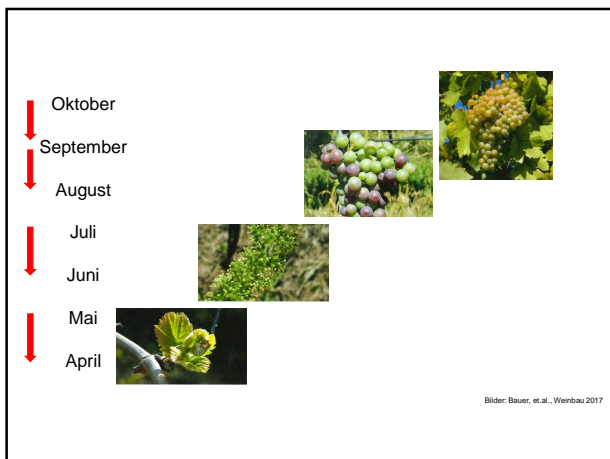 Oktober
September
August
Juli
Juni
Mai
April
Bilder: Bauer, et.al., Weinbau 2017